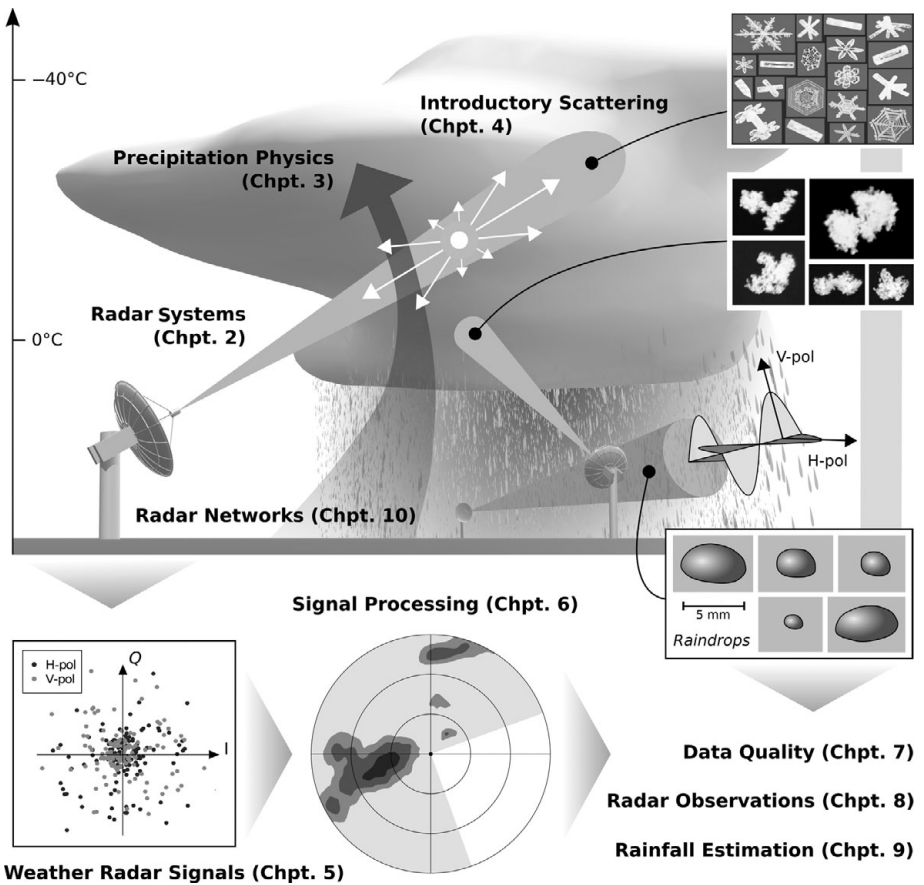 −40°C
Introductory Scattering
(Chpt. 4)
Precipitation Physics
(Chpt. 3)
Radar Systems
(Chpt. 2)
0°C
V-pol
H-pol
Radar Networks (Chpt. 10)
5 mm
Raindrops
Signal Processing (Chpt. 6)
H-pol
V-pol
Q
I
Data Quality (Chpt. 7)
Radar Observations (Chpt. 8)
Rainfall Estimation (Chpt. 9)
Weather Radar Signals (Chpt. 5)